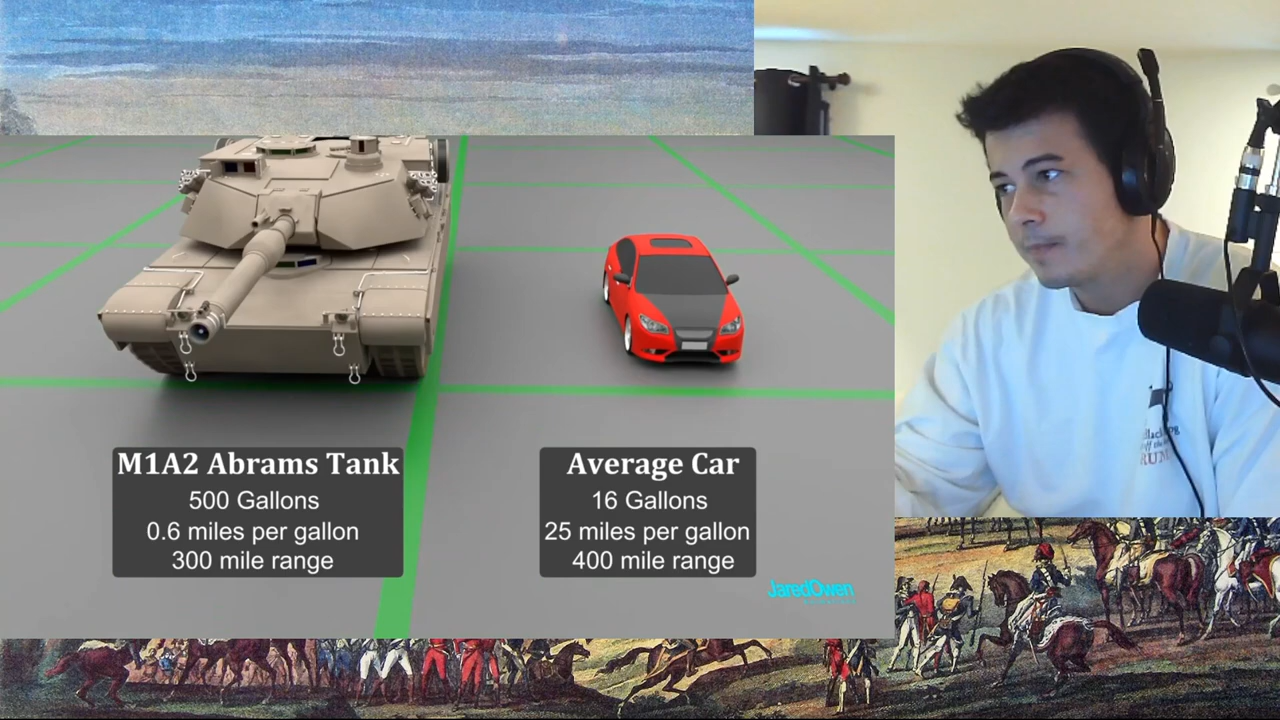 M1A2 Abrams Tank
500 Gallons
0.6 miles per gallon
300 mile range
Average Car
16 Gallons
25 miles per gallon
400 mile range
JaredOwen